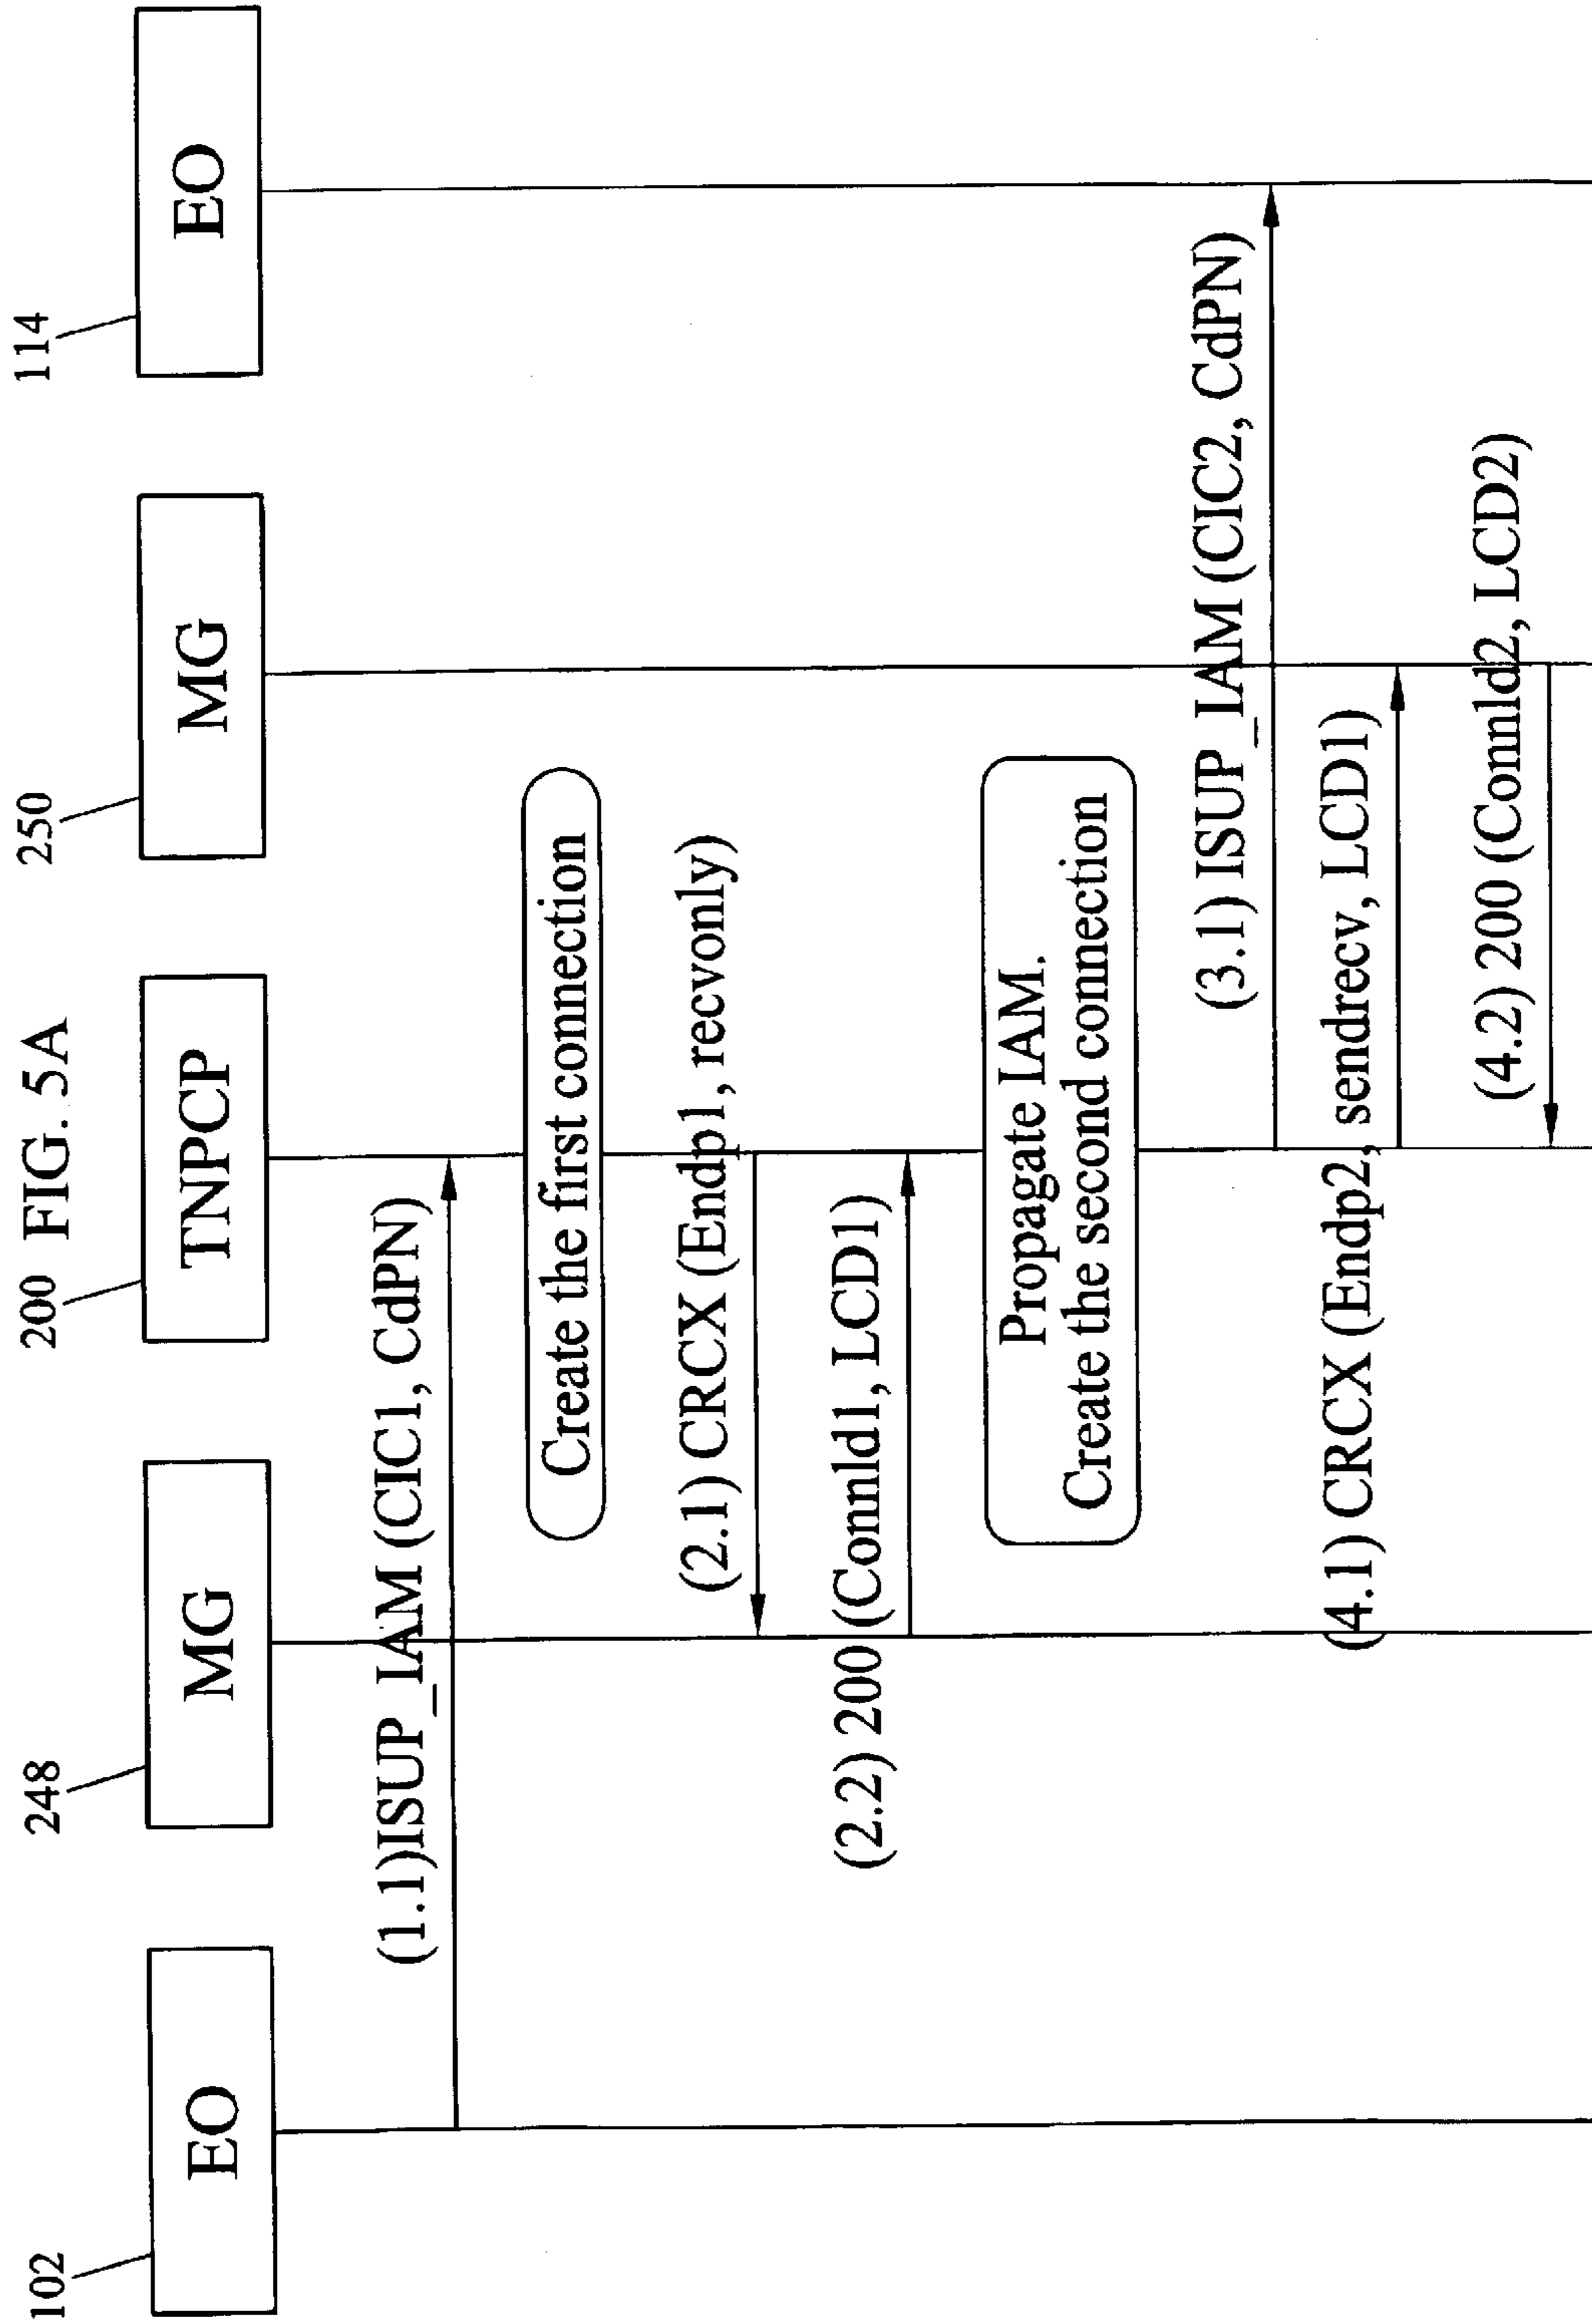 FIG. 5A
102
248
200
250
114
EO
MG
TNPCP
MG
EO
(1.1)ISUP_IAM (CIC1, CdPN)
Create the first connection
(2.1) CRCX (Endp1, recvonly)
(2.2) 200 (Connld1, LCD1)
Propagate IAM.
Create the second connection
(3.1) ISUP_IAM (CIC2, CdPN)
(4.1) CRCX (Endp2, sendrecv, LCD1)
(4.2) 200 (Connld2, LCD2)